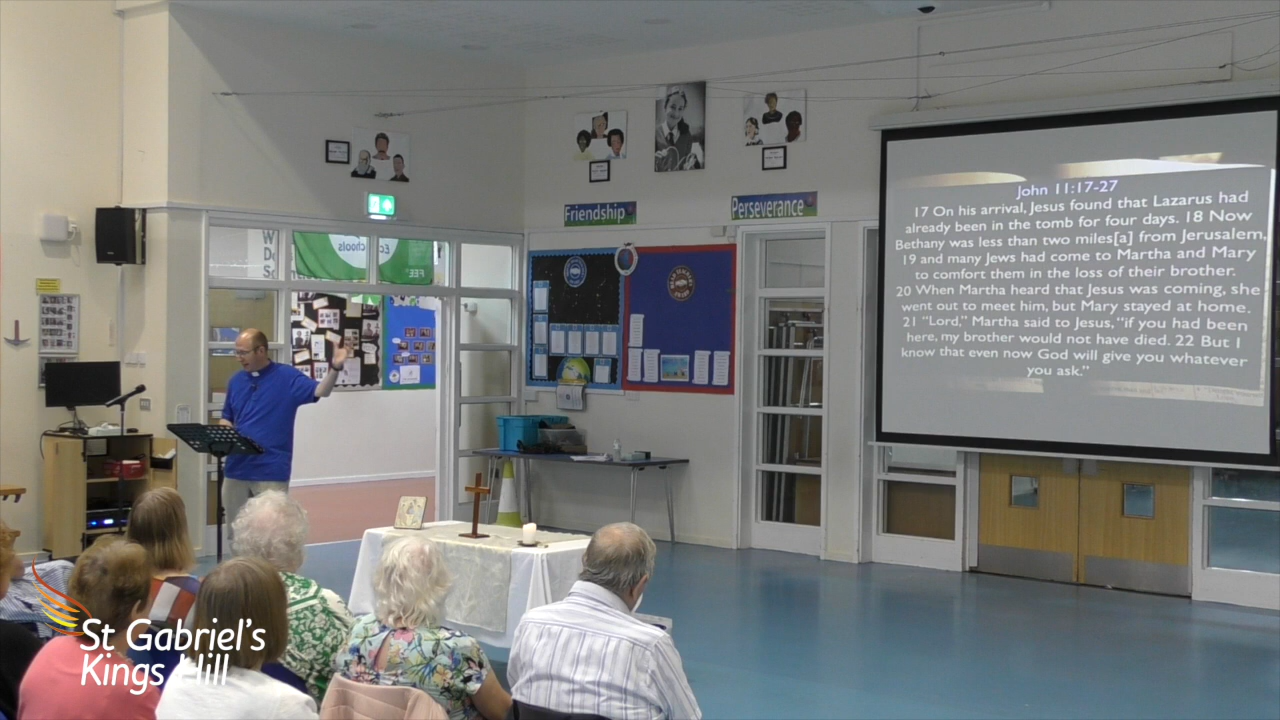 Friendship
Perseverance
John 11:17-27
17 On his arrival, Jesus found that Lazarus had
already been in the tomb for four days. 18 Now
Bethany was less than two miles[a] from Jerusalem,
19 and many Jews had come to Martha and Mary
to comfort them in the loss of their brother.
20 When Martha heard that Jesus was coming, she
went out to meet him, but Mary stayed at home.
21 “Lord,” Martha said to Jesus, “if you had been
here, my brother would not have died. 22 But I
know that even now God will give you whatever
you ask.”
St Gabriel's
Kings Hill